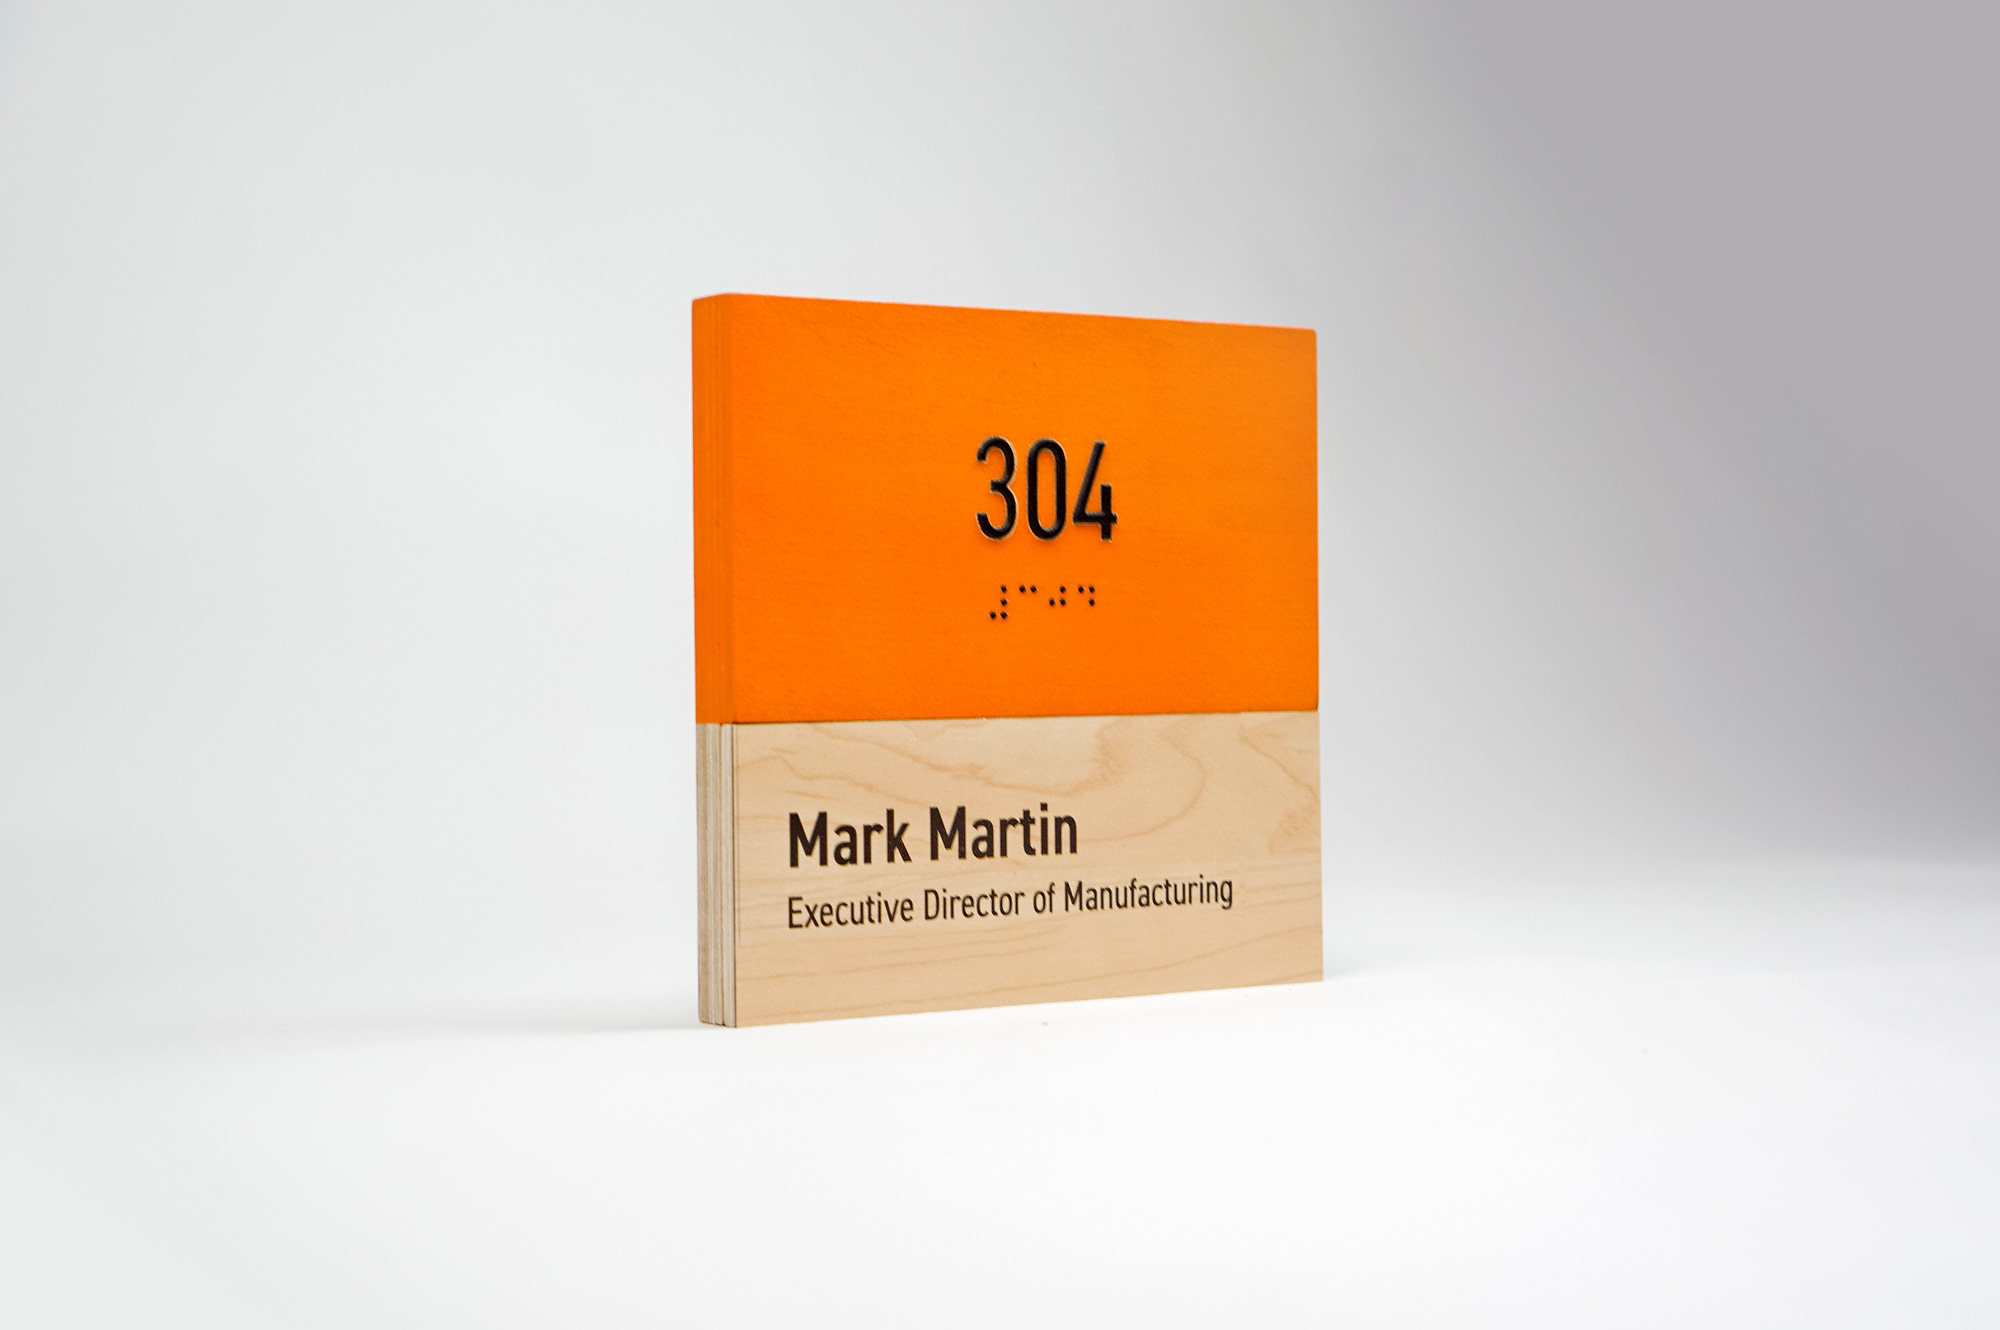 304
⠼⠉⠚⠙
Mark Martin
Executive Director of Manufacturing